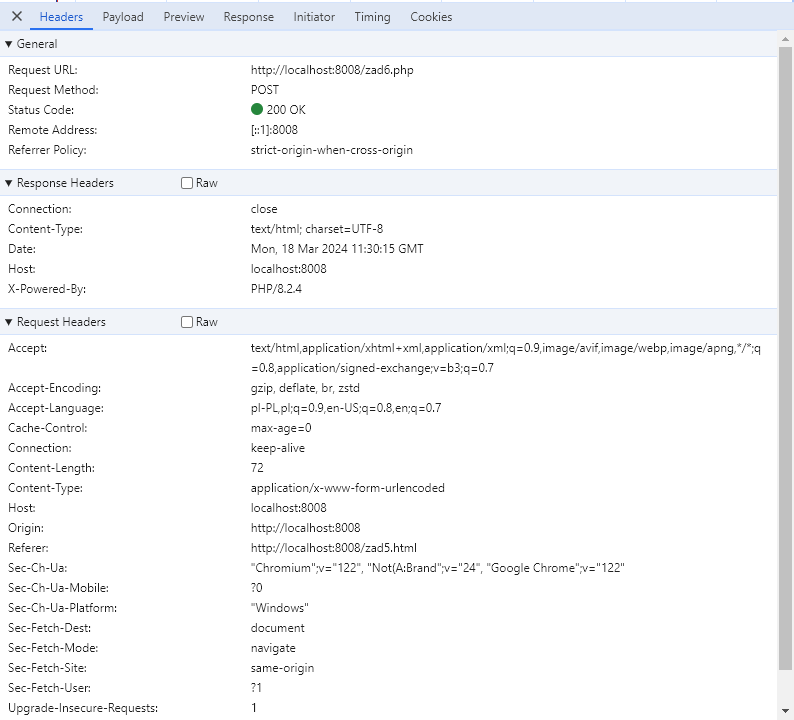 Headers Payload Preview Response Initiator Timing Cookies
General
Request URL: http://localhost:8008/zad6.php
Request Method: POST
Status Code: 200 OK
Remote Address: [::1]:8008
Referrer Policy: strict-origin-when-cross-origin
Response Headers Raw
Connection: close
Content-Type: text/html; charset=UTF-8
Date: Mon, 18 Mar 2024 11:30:15 GMT
Host: localhost:8008
X-Powered-By: PHP/8.2.4
Request Headers Raw
Accept: text/html,application/xhtml+xml,application/xml;q=0.9,image/avif,image/webp,image/apng,*/*;q
=0.8,application/signed-exchange;v=b3;q=0.7
Accept-Encoding: gzip, deflate, br, zstd
Accept-Language: pl-PL,pl;q=0.9,en-US;q=0.8,en;q=0.7
Cache-Control: max-age=0
Connection: keep-alive
Content-Length: 72
Content-Type: application/x-www-form-urlencoded
Host: localhost:8008
Origin: http://localhost:8008
Referer: http://localhost:8008/zad5.html
Sec-Ch-Ua: "Chromium";v="122", "Not(A:Brand";v="24", "Google Chrome";v="122"
Sec-Ch-Ua-Mobile: ?0
Sec-Ch-Ua-Platform: "Windows"
Sec-Fetch-Dest: document
Sec-Fetch-Mode: navigate
Sec-Fetch-Site: same-origin
Sec-Fetch-User: ?1
Upgrade-Insecure-Requests: 1